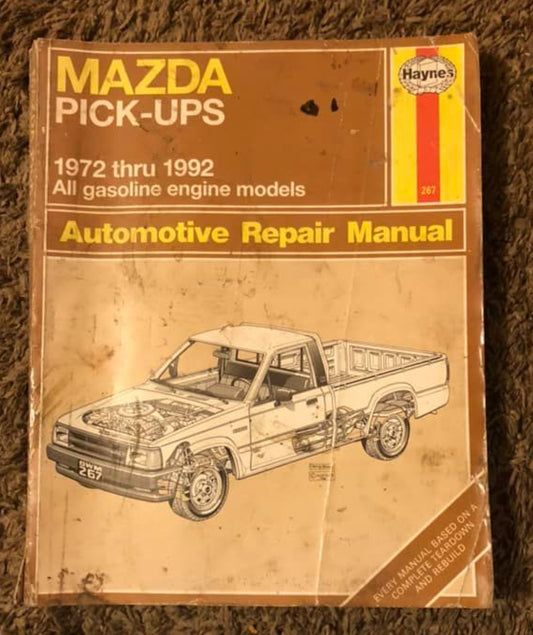 MAZDA
PICK-UPS
Haynes
1972 thru 1992
All gasoline engine models
267
Automotive Repair Manual
GWM
267
EVERY MANUAL BASED ON A
COMPLETE TEARDOWN
AND REBUILD